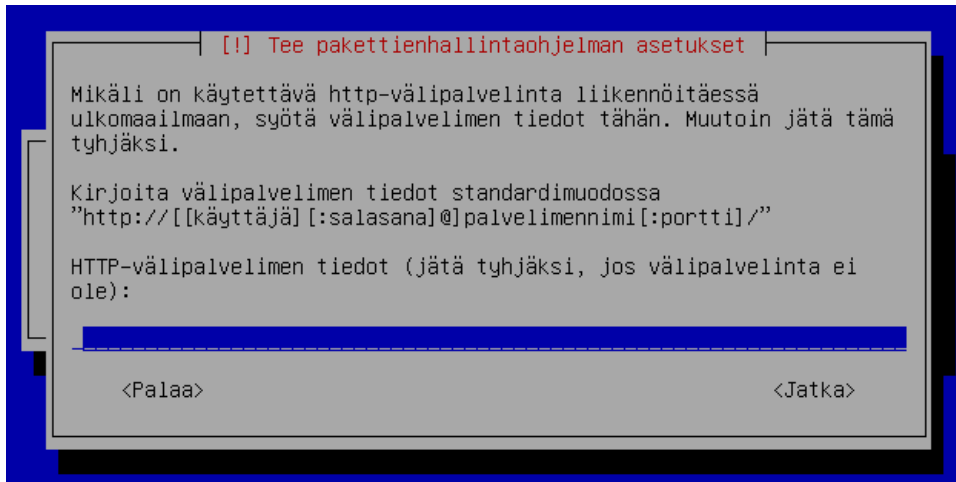 [!] Tee pakettienhallintaohjelman asetukset
Mikäli on käytettävä http-välipalvelinta liikennöitäessä
ulkomaailmaan, syötä välipalvelimen tiedot tähän. Muutoin jätä tämä
tyhjäksi.
Kirjoita välipalvelimen tiedot standardimuodossa
”http://[[käyttäjä][:salasana]@]palvelimennimi[:portti]/”
HTTP-välipalvelimen tiedot (jätä tyhjäksi, jos välipalvelinta ei
ole):
<Palaa> <Jatka>